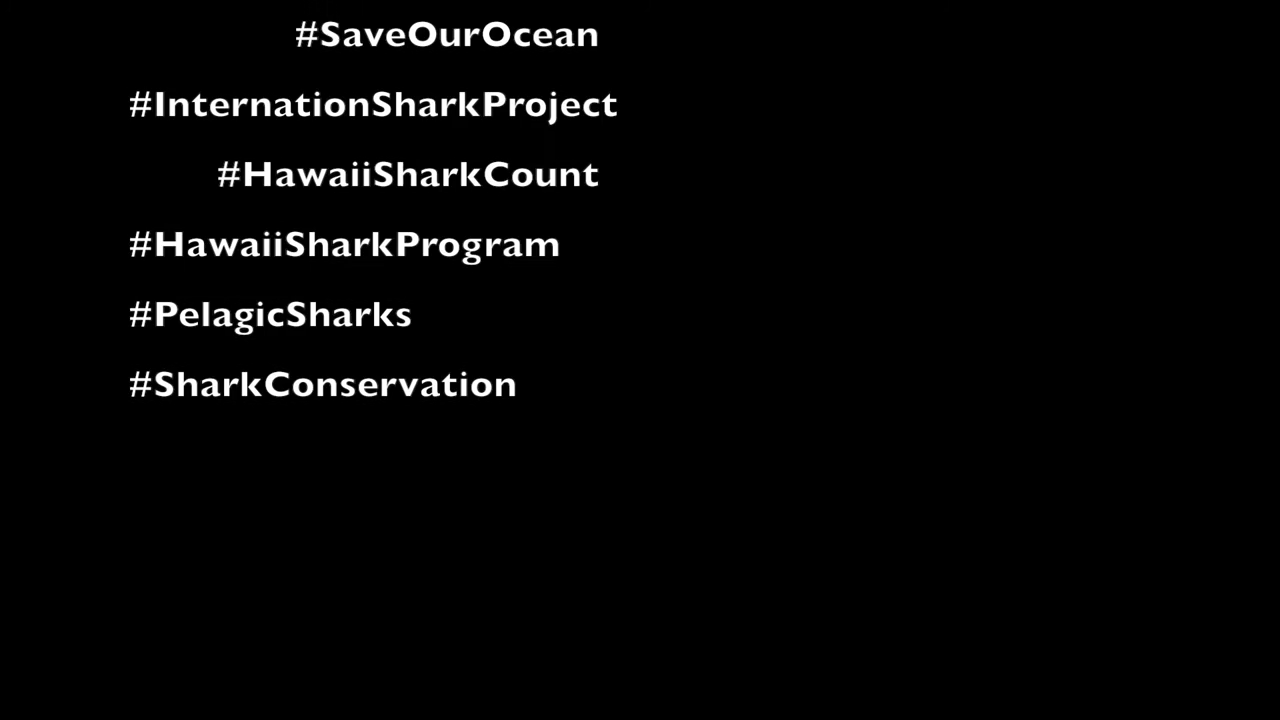 #SaveOurOcean
#InternationSharkProject
#HawaiiSharkCount
#HawaiiSharkProgram
#PelagicSharks
#SharkConservation